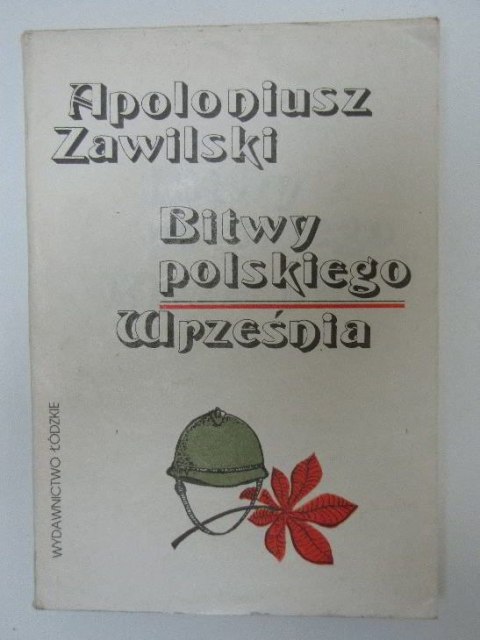 Apoloniusz
Zawilski
Bitwy
polskiego
Września
WYDAWNICTWO ŁÓDZKIE